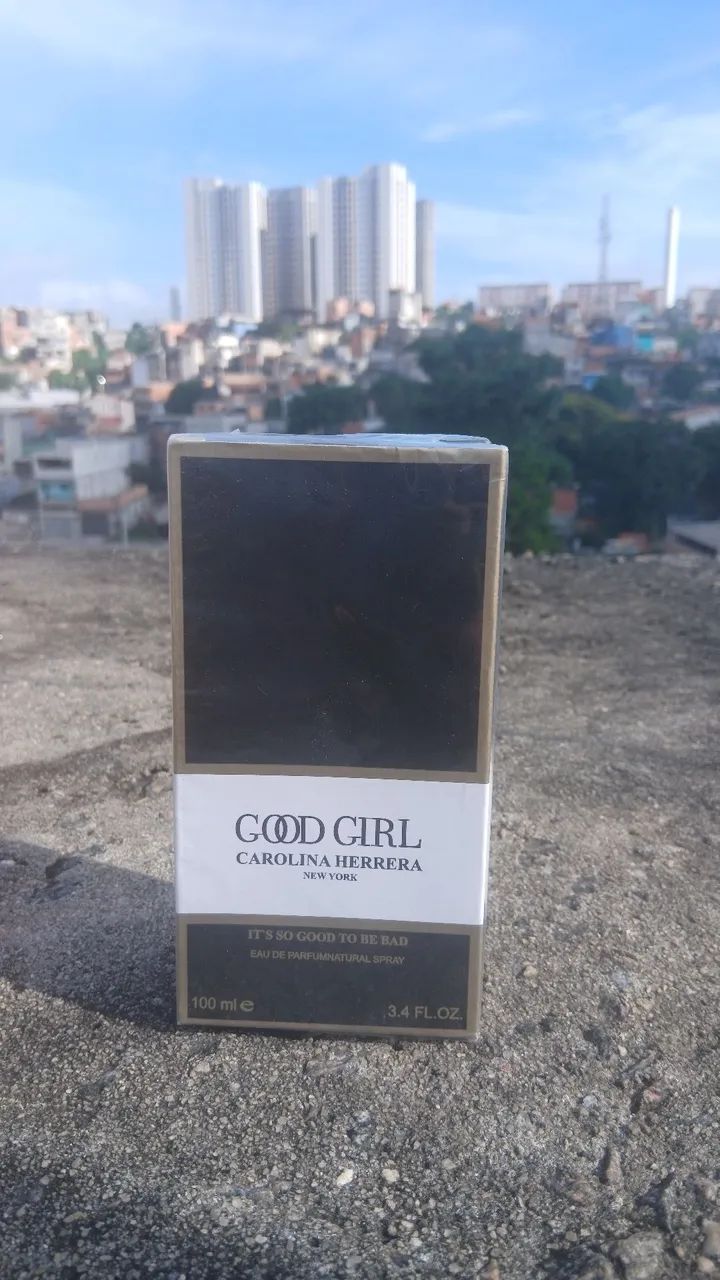 GOOD GIRL
CAROLINA HERRERA
NEW YORK
IT'S SO GOOD TO BE BAD
EAU DE PARFUMNATURAL SPRAY
100 ml e 3.4 FL.OZ.